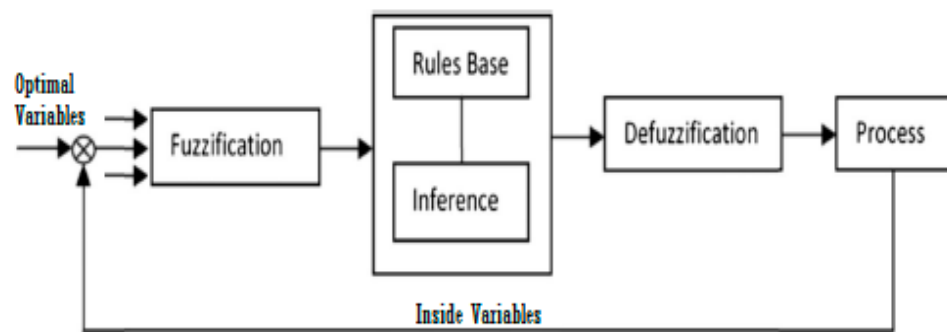 Optimal
Variables
Fuzzification
Rules Base
Inference
Defuzzification
Process
Inside Variables